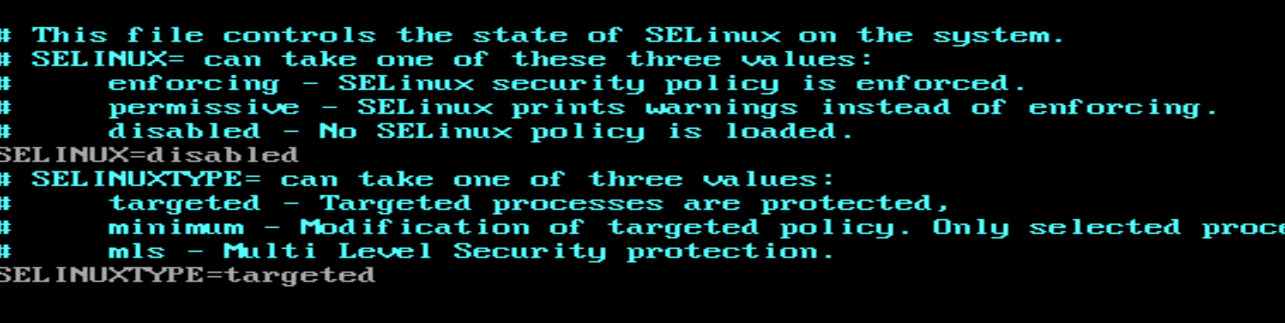 # This file controls the state of SELinux on the system.
# SELINUX= can take one of these three values:
#     enforcing - SELinux security policy is enforced.
#     permissive - SELinux prints warnings instead of enforcing.
#     disabled - No SELinux policy is loaded.
SELINUX=disabled
# SELINUXTYPE= can take one of three values:
#     targeted - Targeted processes are protected,
#     minimum - Modification of targeted policy. Only selected proce
#     mls - Multi Level Security protection.
SELINUXTYPE=targeted